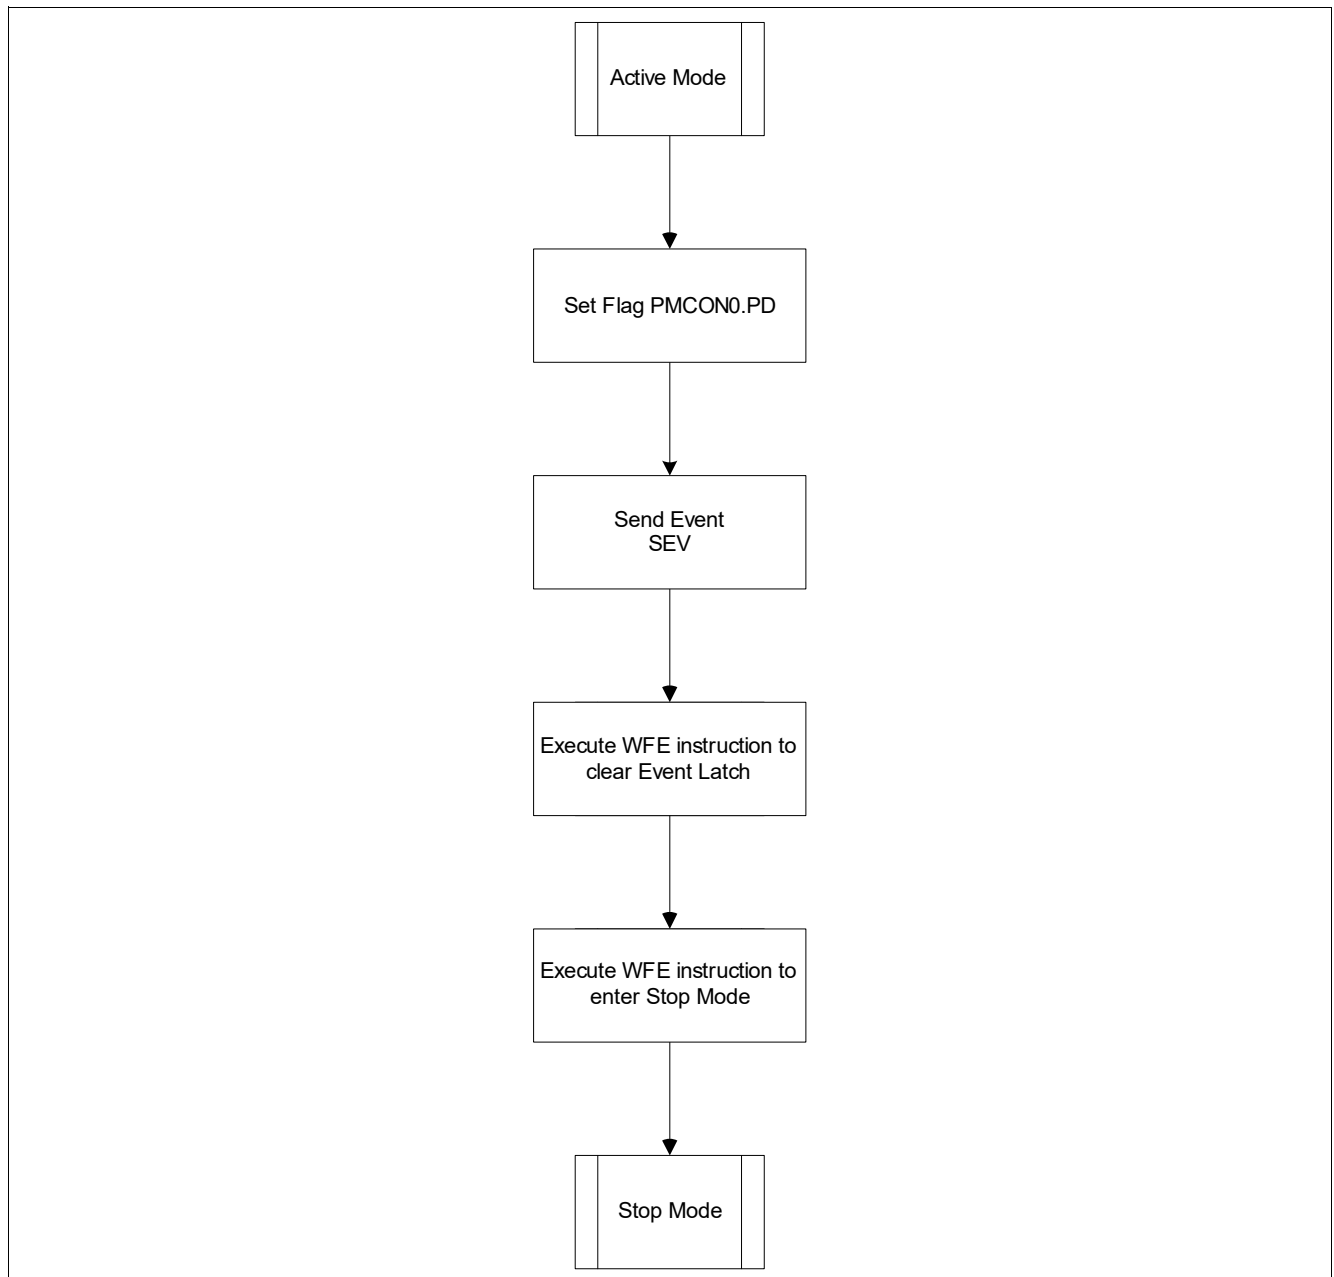 Active Mode
Set Flag PMCON0.PD
Send Event
SEV
Execute WFE instruction to
clear Event Latch
Execute WFE instruction to
enter Stop Mode
Stop Mode